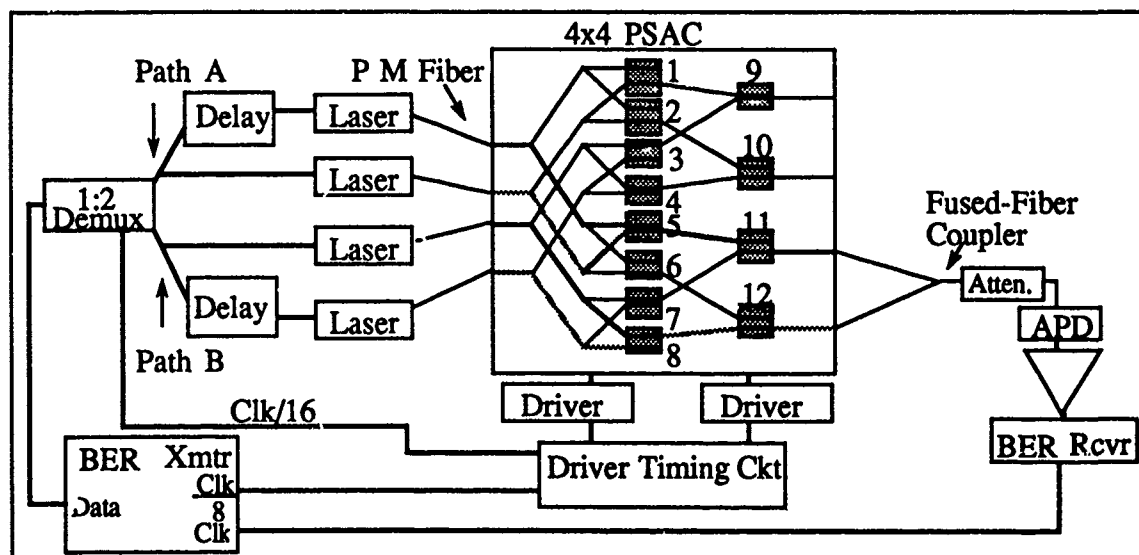 4x4 PSAC
Path A
P M Fiber
Delay
Laser
1
9
2
Laser
3
10
1:2
Demux
4
Fused-Fiber
Coupler
Laser
5
11
6
Atten.
Delay
Laser
7
12
APD
8
Path B
Driver
Driver
Clk/16
BER Rcvr
BER Xmtr
Driver Timing Ckt
Clk
Data
8
Clk